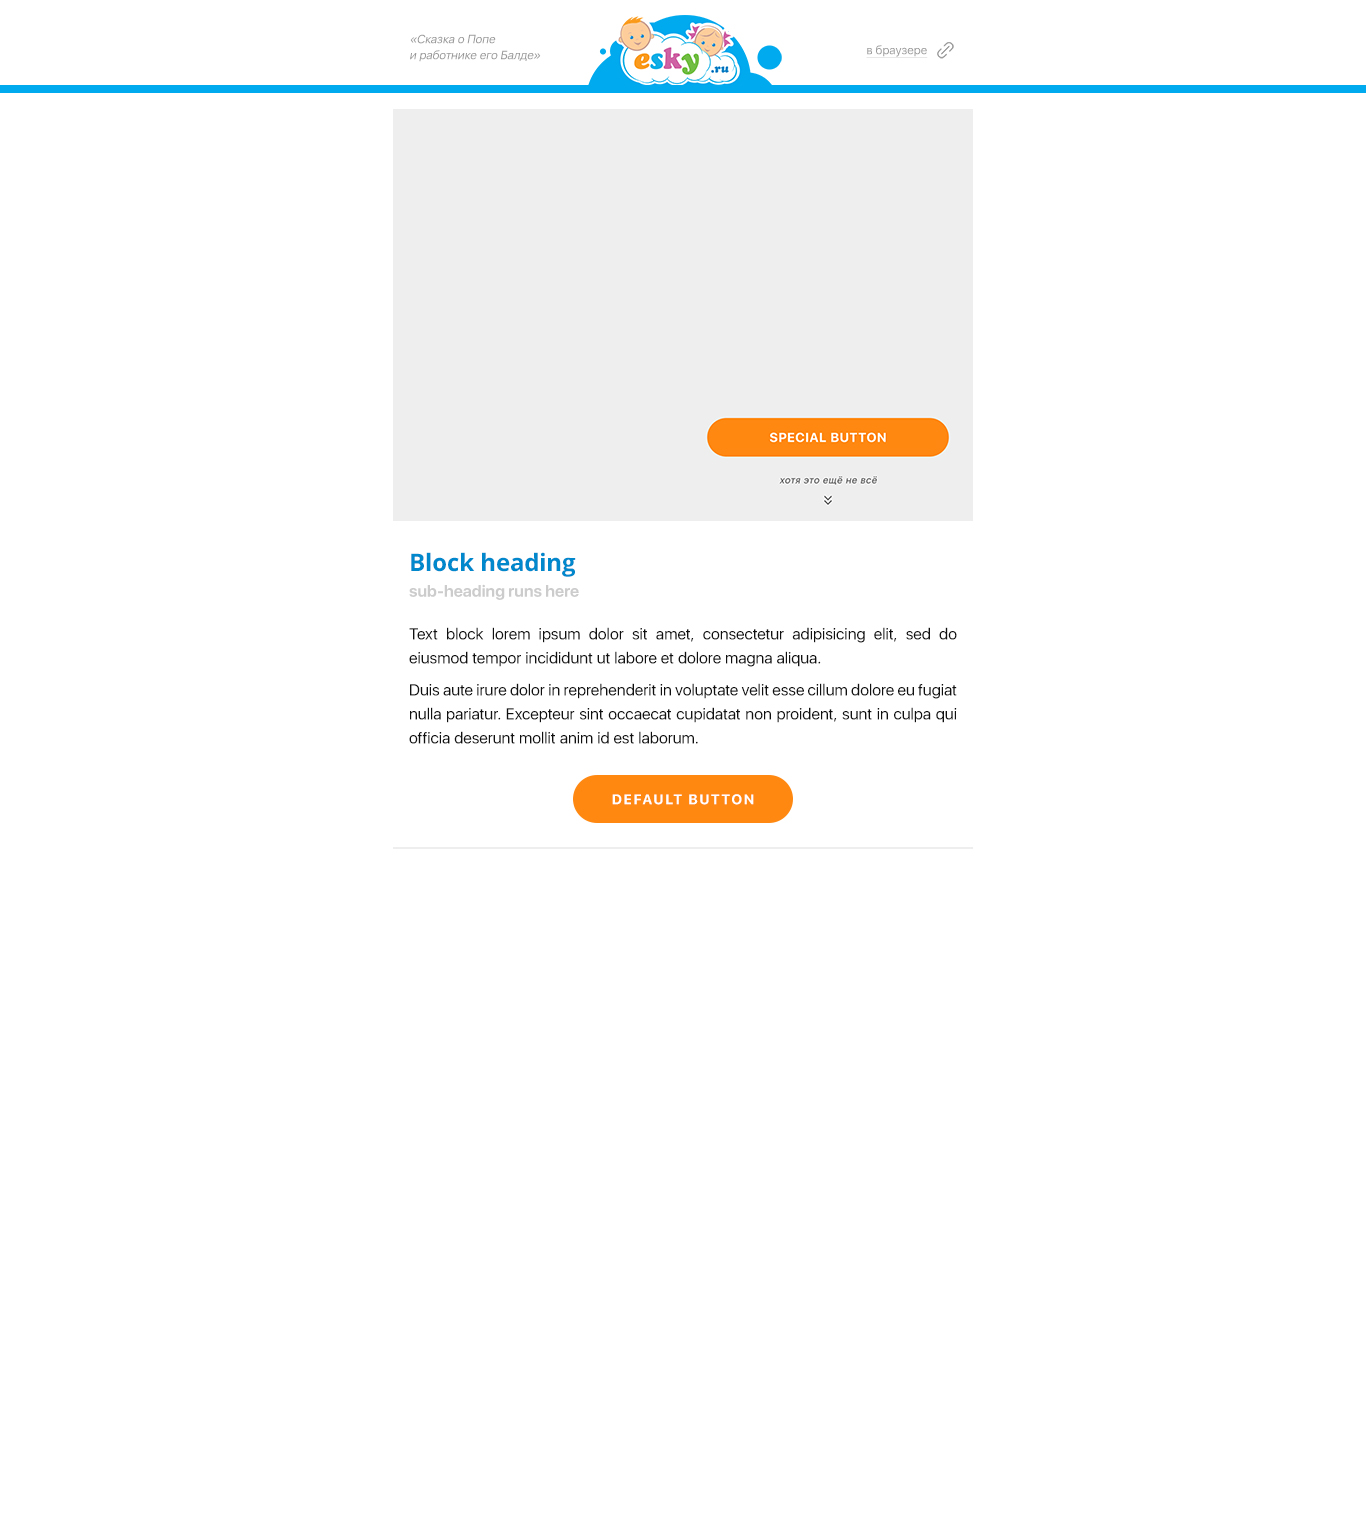 «Сказка о Попе
и работнике его Балде»
esky.ru
в браузере
SPECIAL BUTTON
хотя это ещё не всё
Block heading
sub-heading runs here
Text block lorem ipsum dolor sit amet, consectetur adipisicing elit, sed do
eiusmod tempor incididunt ut labore et dolore magna aliqua.
Duis aute irure dolor in reprehenderit in voluptate velit esse cillum dolore eu fugiat
nulla pariatur. Excepteur sint occaecat cupidatat non proident, sunt in culpa qui
officia deserunt mollit anim id est laborum.
DEFAULT BUTTON